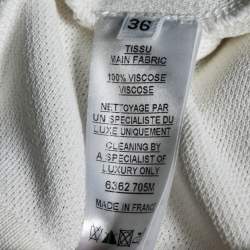 36
TISSU
MAIN FABRIC
100% VISCOSE
VISCOSE
NETTOYAGE PAR
UN SPECIALISTE DU
LUXE UNIQUEMENT
CLEANING BY
A SPECIALIST OF
LUXURY ONLY
6362 705M
MADE IN FRANCE